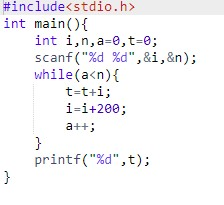 #include<stdio.h>
int main(){
    int i,n,a=0,t=0;
    scanf("%d %d",&i,&n);
    while(a<n){
        t=t+i;
        i=i+200;
        a++;
    }
    printf("%d",t);
}